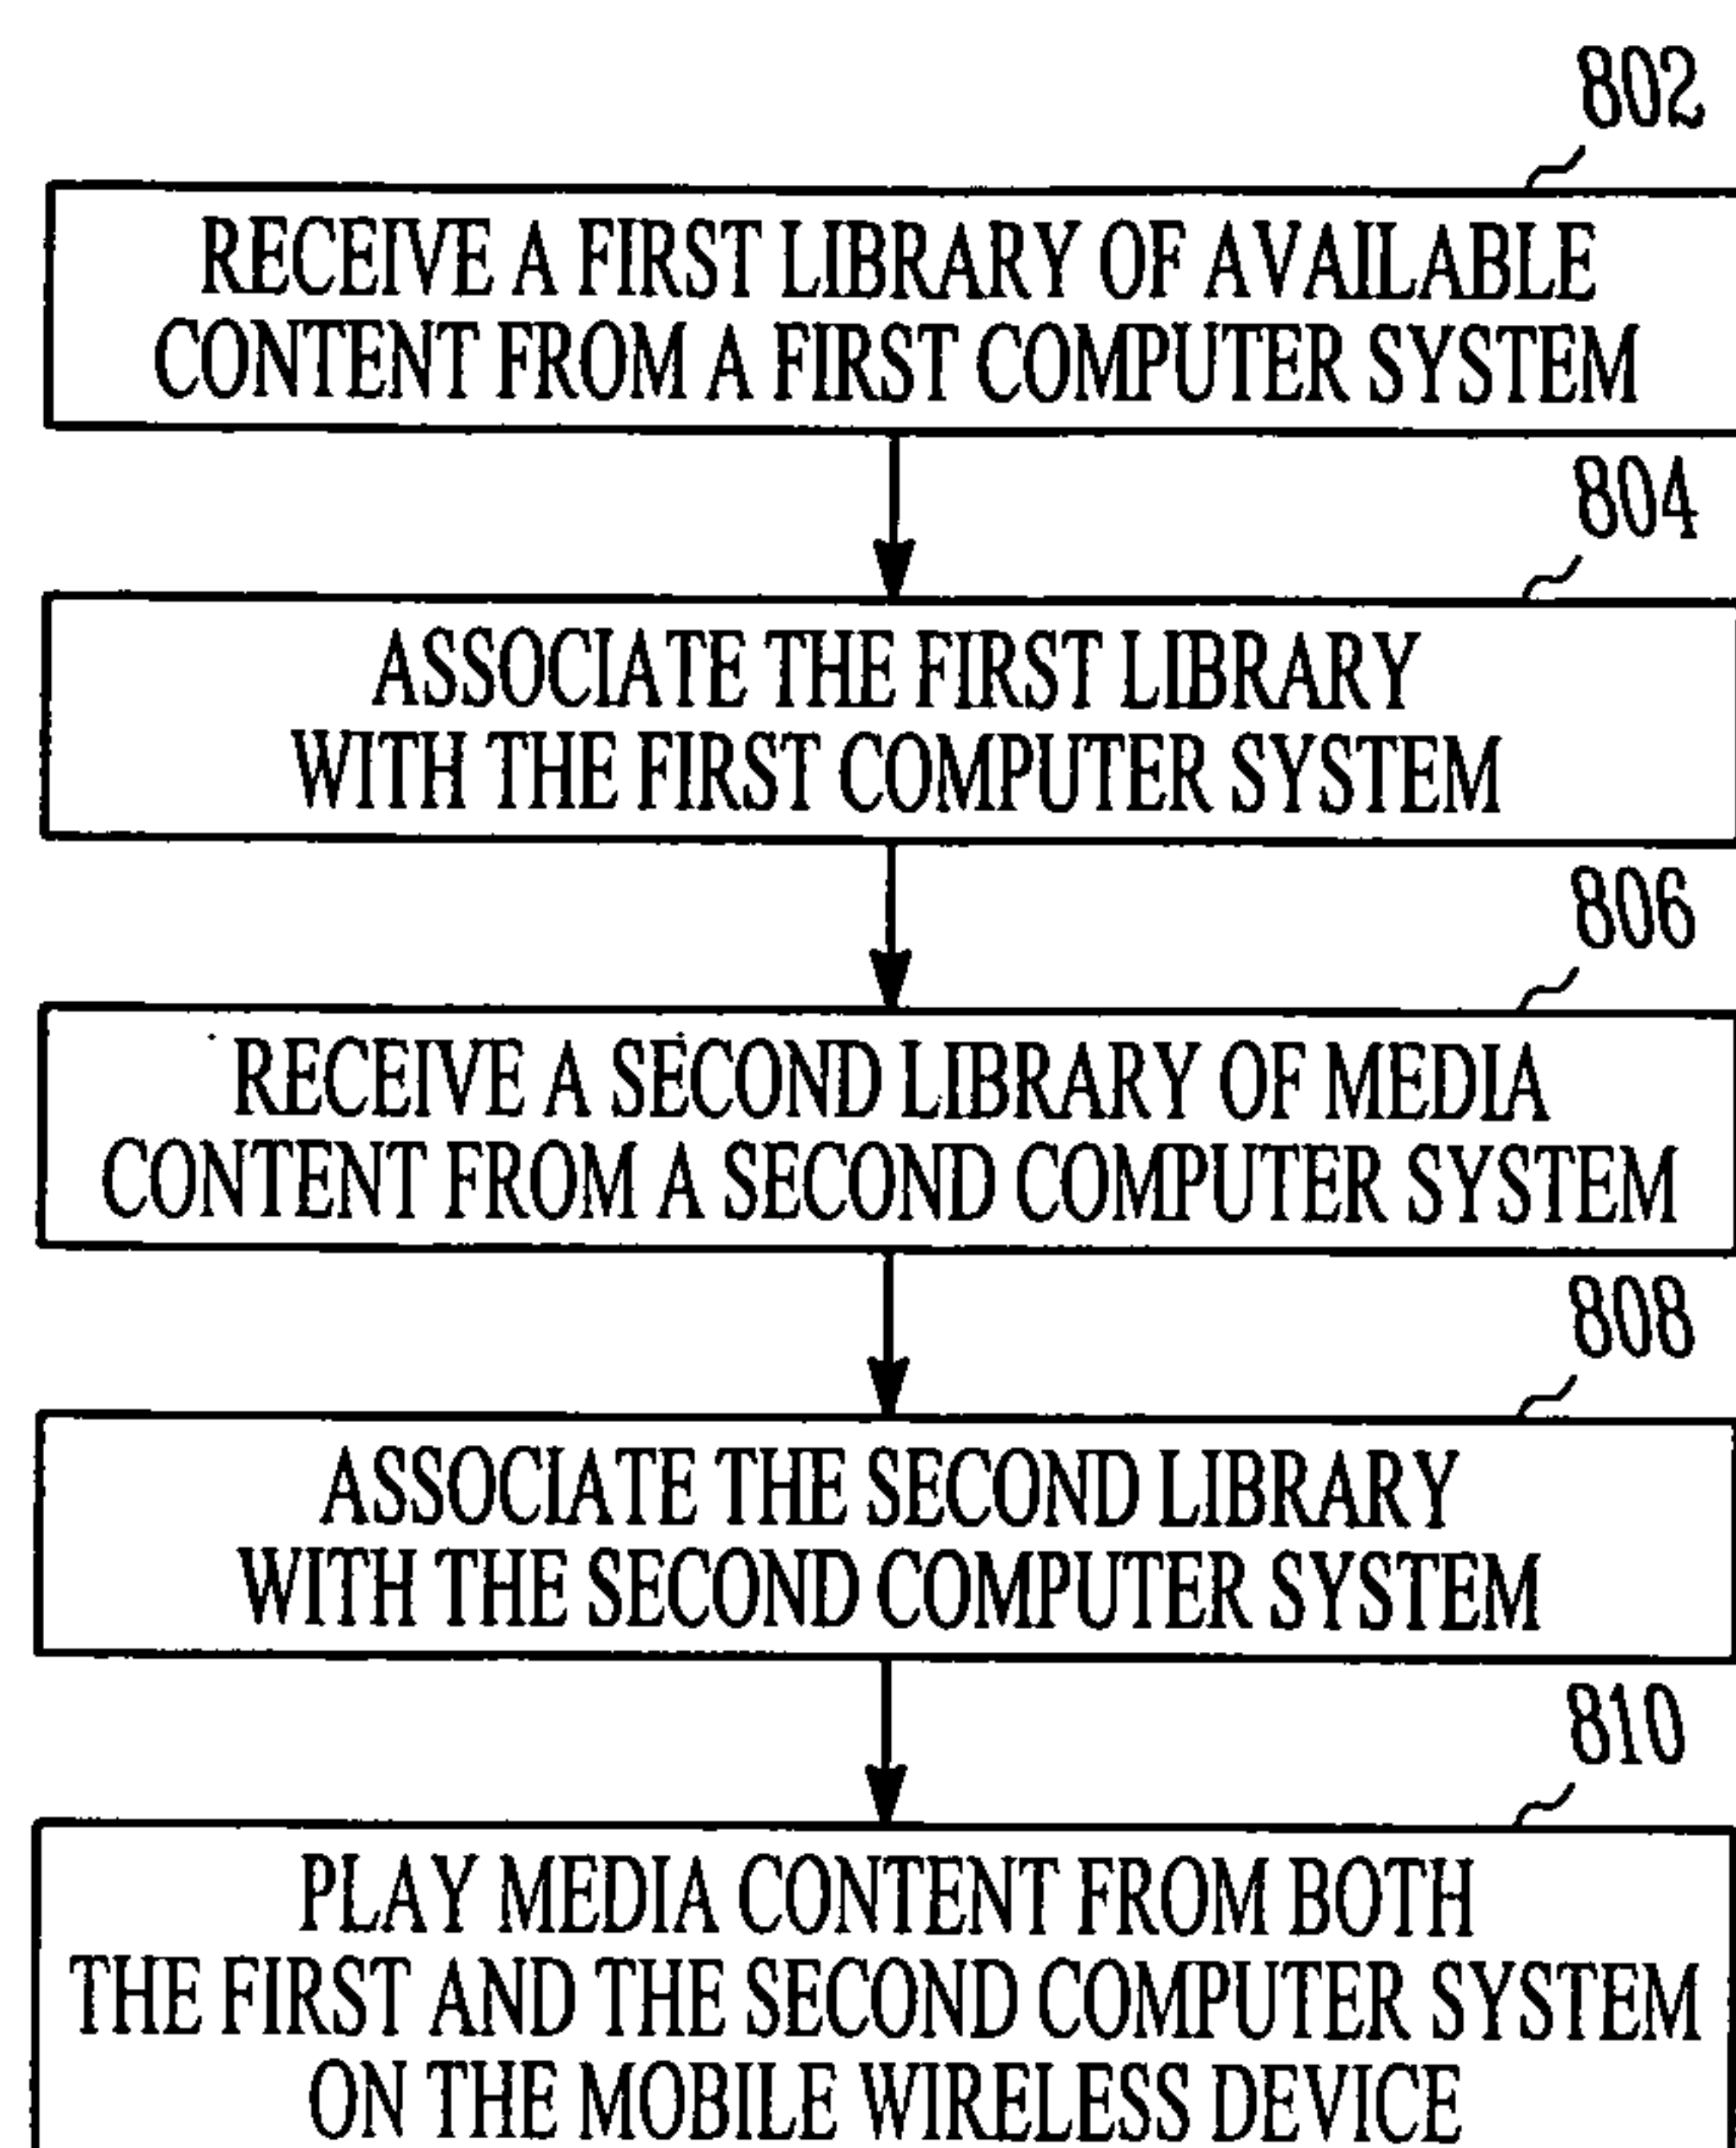 802
RECEIVE A FIRST LIBRARY OF AVAILABLE
CONTENT FROM A FIRST COMPUTER SYSTEM
804
ASSOCIATE THE FIRST LIBRARY
WITH THE FIRST COMPUTER SYSTEM
806
RECEIVE A SECOND LIBRARY OF MEDIA
CONTENT FROM A SECOND COMPUTER SYSTEM
808
ASSOCIATE THE SECOND LIBRARY
WITH THE SECOND COMPUTER SYSTEM
810
PLAY MEDIA CONTENT FROM BOTH
THE FIRST AND THE SECOND COMPUTER SYSTEM
ON THE MOBILE WIRELESS DEVICE